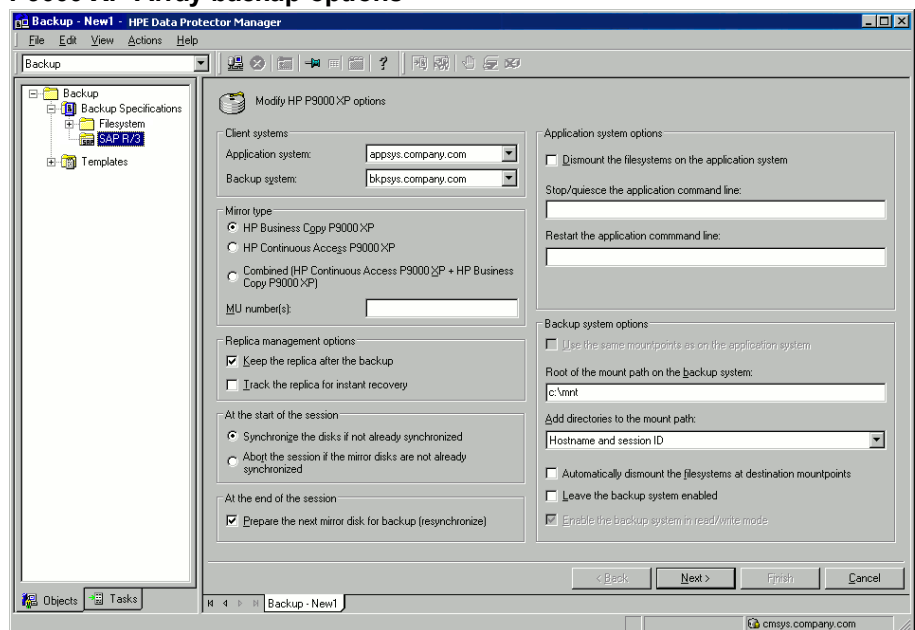 Backup - New1 - HPE Data Protector Manager
File Edit View Actions Help
Backup
Backup
Backup Specifications
Filesystem
SAP R/3
Templates
Modify HP P9000 XP options
Client systems
Application system: appsys.company.com
Backup system: bkpsys.company.com
Mirror type
HP Business Copy P9000 XP
HP Continuous Access P9000 XP
Combined (HP Continuous Access P9000 XP + HP Business
Copy P9000 XP)
MU number(s):
Replica management options
Keep the replica after the backup
Track the replica for instant recovery
At the start of the session
Synchronize the disks if not already synchronized
Abort the session if the mirror disks are not already
synchronized
At the end of the session
Prepare the next mirror disk for backup (resynchronize)
Application system options
Dismount the filesystems on the application system
Stop/quiesce the application command line:
Restart the application commmand line:
Backup system options
Use the same mountpoints as on the application system
Root of the mount path on the backup system:
c:\mnt
Add directories to the mount path:
Hostname and session ID
Automatically dismount the filesystems at destination mountpoints
Leave the backup system enabled
Enable the backup system in read/write mode
< Back Next > Finish Cancel
Objects Tasks
Backup - New1
cmsys.company.com